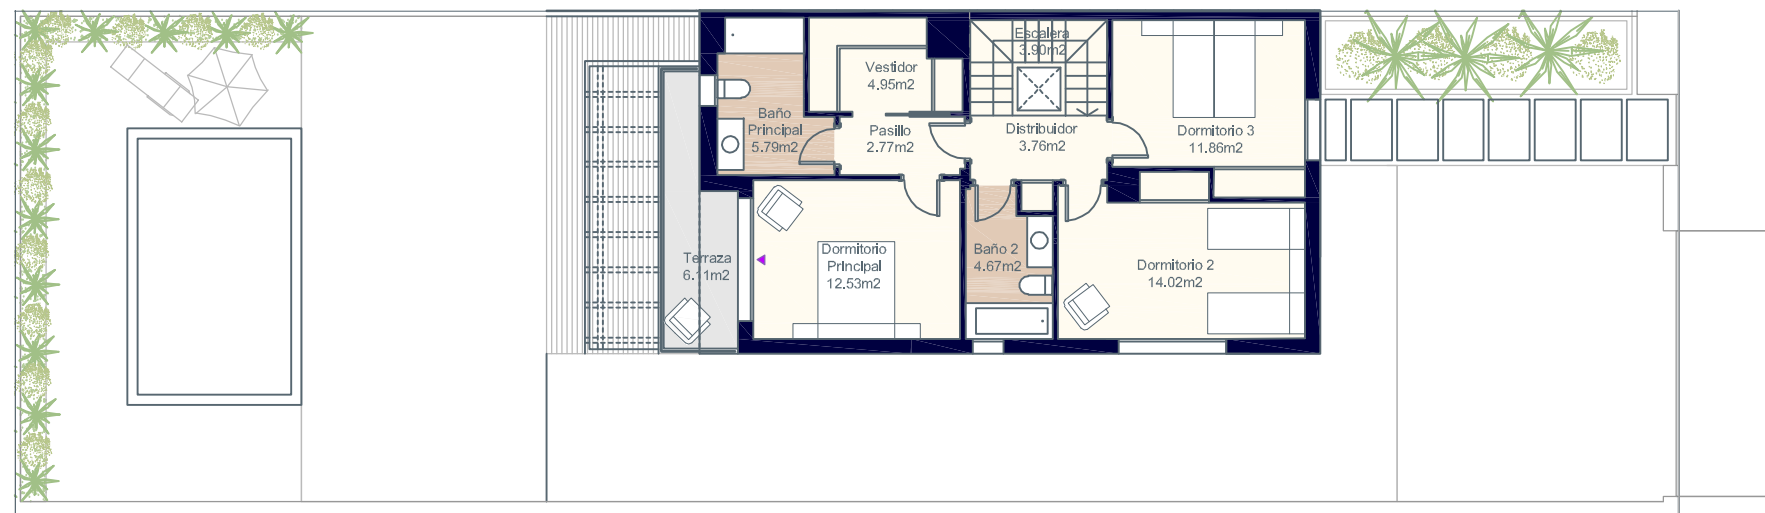 Escalera
3.90m2
Vestidor
4.95m2
Baño
Principal
5.79m2
Pasillo
2.77m2
Distribuidor
3.76m2
Dormitorio 3
11.86m2
Terraza
6.11m2
Dormitorio
Principal
12.53m2
Baño 2
4.67m2
Dormitorio 2
14.02m2